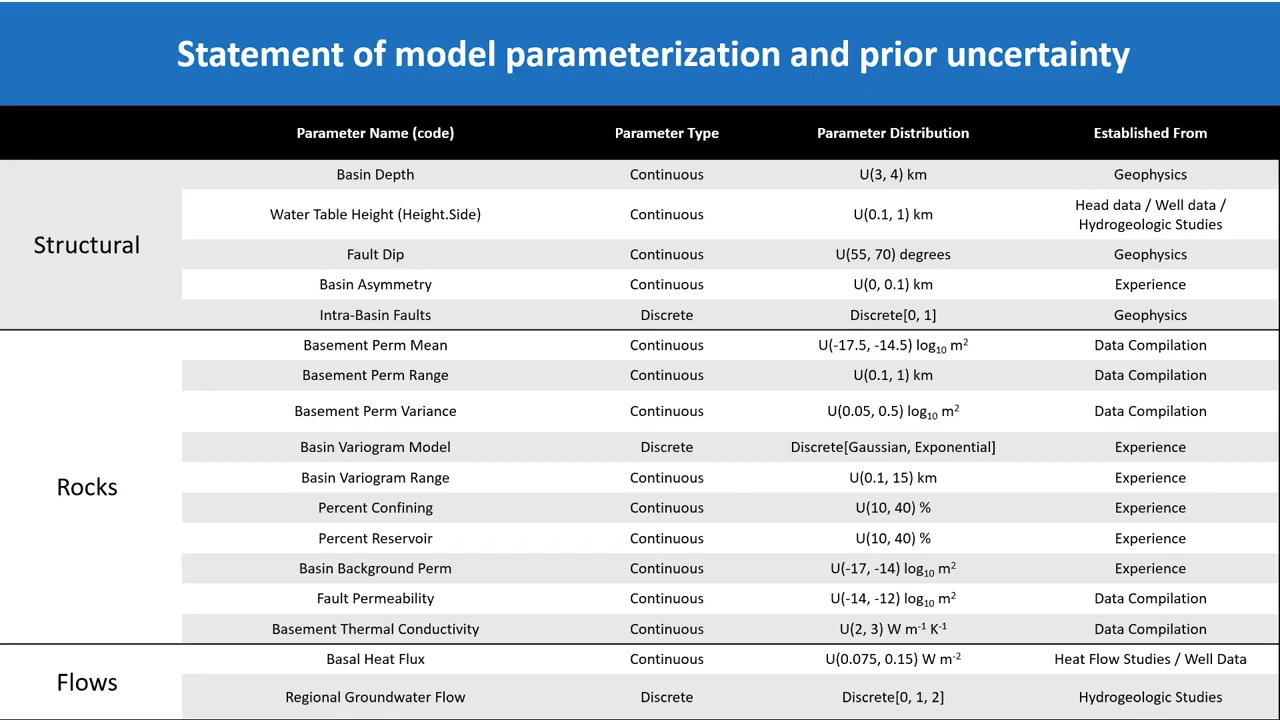 Statement of model parameterization and prior uncertainty
Parameter Name (code) Parameter Type Parameter Distribution Established From
Structural
Basin Depth Continuous U(3, 4) km Geophysics
Water Table Height (Height.Side) Continuous U(0.1, 1) km Head data / Well data /
Hydrogeologic Studies
Fault Dip Continuous U(55, 70) degrees Geophysics
Basin Asymmetry Continuous U(0, 0.1) km Experience
Intra-Basin Faults Discrete Discrete[0, 1] Geophysics
Rocks
Basement Perm Mean Continuous U(-17.5, -14.5) log₁₀ m² Data Compilation
Basement Perm Range Continuous U(0.1, 1) km Data Compilation
Basement Perm Variance Continuous U(0.05, 0.5) log₁₀ m² Data Compilation
Basin Variogram Model Discrete Discrete[Gaussian, Exponential] Experience
Basin Variogram Range Continuous U(0.1, 15) km Experience
Percent Confining Continuous U(10, 40) % Experience
Percent Reservoir Continuous U(10, 40) % Experience
Basin Background Perm Continuous U(-17, -14) log₁₀ m² Experience
Fault Permeability Continuous U(-14, -12) log₁₀ m² Data Compilation
Basement Thermal Conductivity Continuous U(2, 3) W m⁻¹ K⁻¹ Data Compilation
Flows
Basal Heat Flux Continuous U(0.075, 0.15) W m⁻² Heat Flow Studies / Well Data
Regional Groundwater Flow Discrete Discrete[0, 1, 2] Hydrogeologic Studies